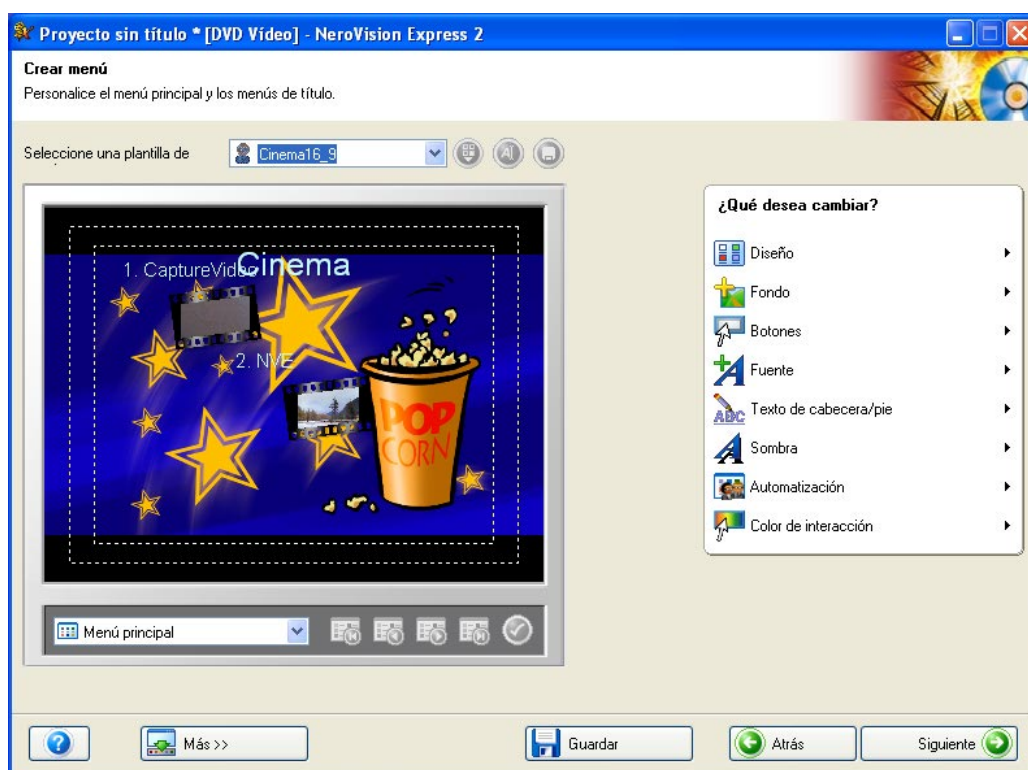 Proyecto sin título * [DVD Vídeo] - NeroVision Express 2
Crear menú
Personalice el menú principal y los menús de título.
Seleccione una plantilla de
Cinema16_9
¿Qué desea cambiar?
Cinema
1. CaptureVideo
2. NVE
POP
CORN
Diseño
Fondo
Botones
Fuente
ABC
Texto de cabecera/pie
Sombra
Automatización
Color de interacción
Menú principal
Más >>
Guardar
Atrás
Siguiente